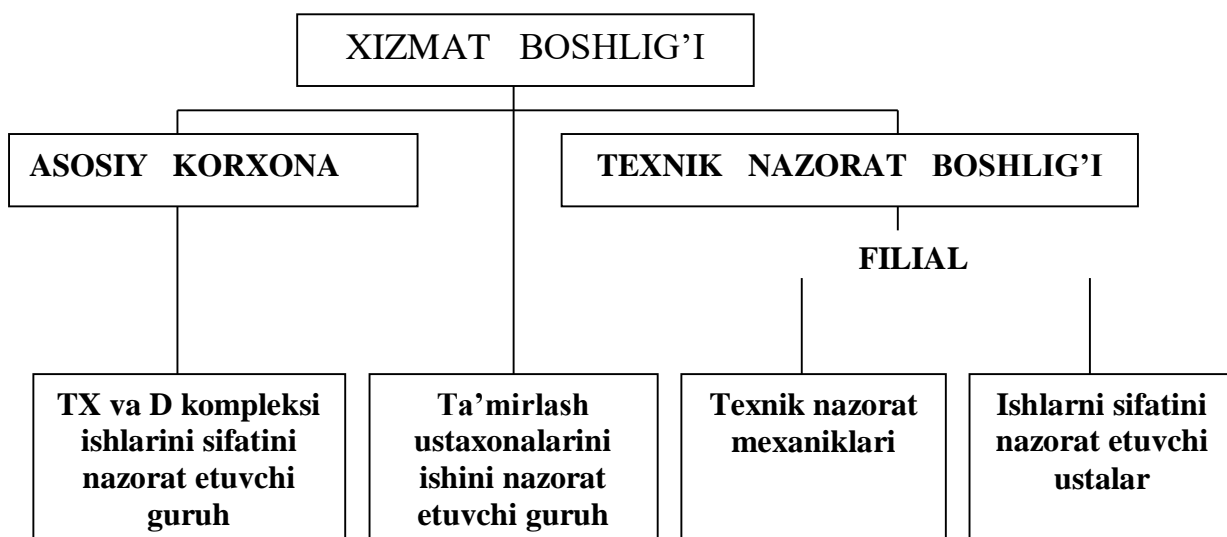 XIZMAT BOSHLIG'I
ASOSIY KORXONA
TEXNIK NAZORAT BOSHLIG'I
FILIAL
TX va D kompleksi
ishlarini sifatini
nazorat etuvchi
guruh
Ta’mirlash
ustaxonalarini
ishini nazorat
etuvchi guruh
Texnik nazorat
mexaniklari
Ishlarni sifatini
nazorat etuvchi
ustalar